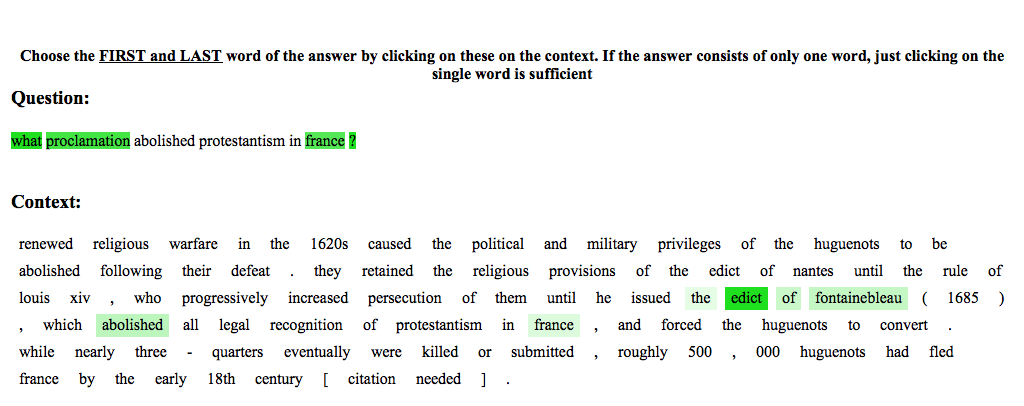 Choose the FIRST and LAST word of the answer by clicking on these on the context. If the answer consists of only one word, just clicking on the
single word is sufficient
Question:
what proclamation abolished protestantism in france ?
Context:
renewed religious warfare in the 1620s caused the political and military privileges of the huguenots to be
abolished following their defeat . they retained the religious provisions of the edict of nantes until the rule of
louis xiv , who progressively increased persecution of them until he issued the edict of fontainebleau ( 1685 )
, which abolished all legal recognition of protestantism in france , and forced the huguenots to convert .
while nearly three - quarters eventually were killed or submitted , roughly 500 , 000 huguenots had fled
france by the early 18th century [ citation needed ] .